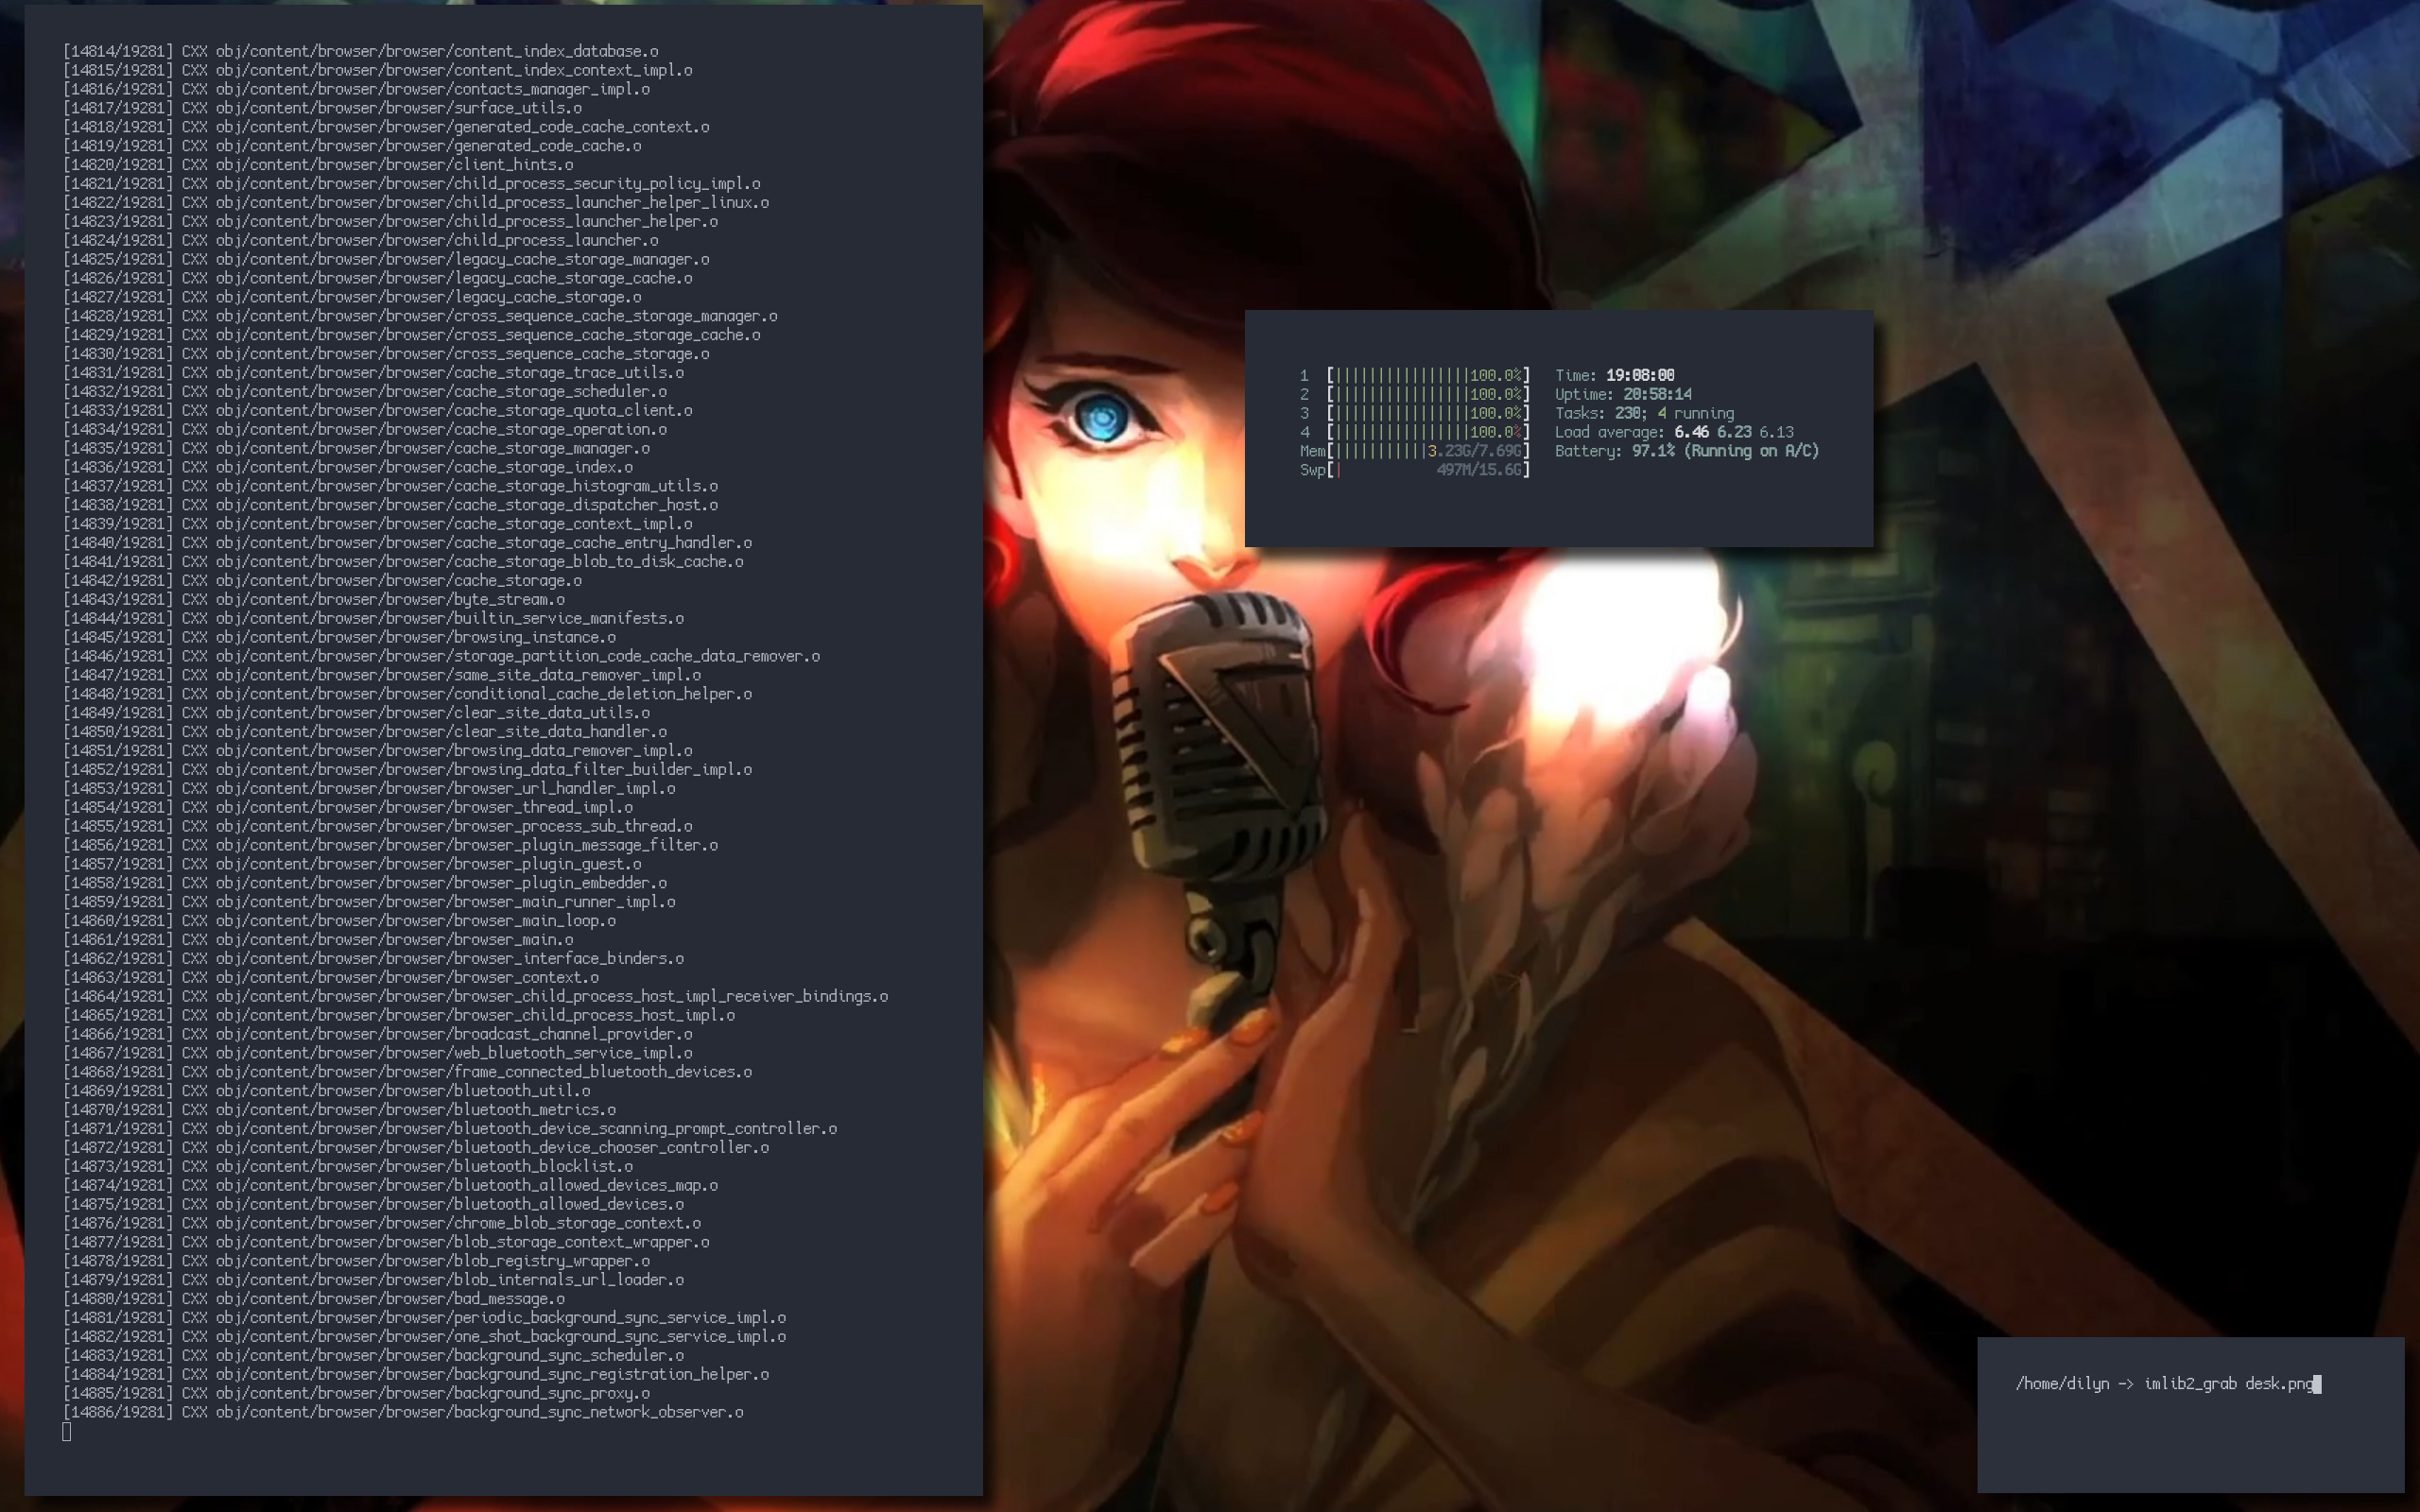 [14814/19281] CXX obj/content/browser/browser/content_index_database.o
[14815/19281] CXX obj/content/browser/browser/content_index_context_impl.o
[14816/19281] CXX obj/content/browser/browser/contacts_manager_impl.o
[14817/19281] CXX obj/content/browser/browser/surface_utils.o
[14818/19281] CXX obj/content/browser/browser/generated_code_cache_context.o
[14819/19281] CXX obj/content/browser/browser/generated_code_cache.o
[14820/19281] CXX obj/content/browser/browser/client_hints.o
[14821/19281] CXX obj/content/browser/browser/child_process_security_policy_impl.o
[14822/19281] CXX obj/content/browser/browser/child_process_launcher_helper_linux.o
[14823/19281] CXX obj/content/browser/browser/child_process_launcher_helper.o
[14824/19281] CXX obj/content/browser/browser/child_process_launcher.o
[14825/19281] CXX obj/content/browser/browser/legacy_cache_storage_manager.o
[14826/19281] CXX obj/content/browser/browser/legacy_cache_storage_cache.o
[14827/19281] CXX obj/content/browser/browser/legacy_cache_storage.o
[14828/19281] CXX obj/content/browser/browser/cross_sequence_cache_storage_manager.o
[14829/19281] CXX obj/content/browser/browser/cross_sequence_cache_storage_cache.o
[14830/19281] CXX obj/content/browser/browser/cross_sequence_cache_storage.o
[14831/19281] CXX obj/content/browser/browser/cache_storage_trace_utils.o
[14832/19281] CXX obj/content/browser/browser/cache_storage_scheduler.o
[14833/19281] CXX obj/content/browser/browser/cache_storage_quota_client.o
[14834/19281] CXX obj/content/browser/browser/cache_storage_operation.o
[14835/19281] CXX obj/content/browser/browser/cache_storage_manager.o
[14836/19281] CXX obj/content/browser/browser/cache_storage_index.o
[14837/19281] CXX obj/content/browser/browser/cache_storage_histogram_utils.o
[14838/19281] CXX obj/content/browser/browser/cache_storage_dispatcher_host.o
[14839/19281] CXX obj/content/browser/browser/cache_storage_context_impl.o
[14840/19281] CXX obj/content/browser/browser/cache_storage_cache_entry_handler.o
[14841/19281] CXX obj/content/browser/browser/cache_storage_blob_to_disk_cache.o
[14842/19281] CXX obj/content/browser/browser/cache_storage.o
[14843/19281] CXX obj/content/browser/browser/byte_stream.o
[14844/19281] CXX obj/content/browser/browser/builtin_service_manifests.o
[14845/19281] CXX obj/content/browser/browser/browsing_instance.o
[14846/19281] CXX obj/content/browser/browser/storage_partition_code_cache_data_remover.o
[14847/19281] CXX obj/content/browser/browser/same_site_data_remover_impl.o
[14848/19281] CXX obj/content/browser/browser/conditional_cache_deletion_helper.o
[14849/19281] CXX obj/content/browser/browser/clear_site_data_utils.o
[14850/19281] CXX obj/content/browser/browser/clear_site_data_handler.o
[14851/19281] CXX obj/content/browser/browser/browsing_data_remover_impl.o
[14852/19281] CXX obj/content/browser/browser/browsing_data_filter_builder_impl.o
[14853/19281] CXX obj/content/browser/browser/browser_url_handler_impl.o
[14854/19281] CXX obj/content/browser/browser/browser_thread_impl.o
[14855/19281] CXX obj/content/browser/browser/browser_process_sub_thread.o
[14856/19281] CXX obj/content/browser/browser/browser_plugin_message_filter.o
[14857/19281] CXX obj/content/browser/browser/browser_plugin_guest.o
[14858/19281] CXX obj/content/browser/browser/browser_plugin_embedder.o
[14859/19281] CXX obj/content/browser/browser/browser_main_runner_impl.o
[14860/19281] CXX obj/content/browser/browser/browser_main_loop.o
[14861/19281] CXX obj/content/browser/browser/browser_main.o
[14862/19281] CXX obj/content/browser/browser/browser_interface_binders.o
[14863/19281] CXX obj/content/browser/browser/browser_context.o
[14864/19281] CXX obj/content/browser/browser/browser_child_process_host_impl_receiver_bindings.o
[14865/19281] CXX obj/content/browser/browser/browser_child_process_host_impl.o
[14866/19281] CXX obj/content/browser/browser/broadcast_channel_provider.o
[14867/19281] CXX obj/content/browser/browser/web_bluetooth_service_impl.o
[14868/19281] CXX obj/content/browser/browser/frame_connected_bluetooth_devices.o
[14869/19281] CXX obj/content/browser/browser/bluetooth_util.o
[14870/19281] CXX obj/content/browser/browser/bluetooth_metrics.o
[14871/19281] CXX obj/content/browser/browser/bluetooth_device_scanning_prompt_controller.o
[14872/19281] CXX obj/content/browser/browser/bluetooth_device_chooser_controller.o
[14873/19281] CXX obj/content/browser/browser/bluetooth_blocklist.o
[14874/19281] CXX obj/content/browser/browser/bluetooth_allowed_devices_map.o
[14875/19281] CXX obj/content/browser/browser/bluetooth_allowed_devices.o
[14876/19281] CXX obj/content/browser/browser/chrome_blob_storage_context.o
[14877/19281] CXX obj/content/browser/browser/blob_storage_context_wrapper.o
[14878/19281] CXX obj/content/browser/browser/blob_registry_wrapper.o
[14879/19281] CXX obj/content/browser/browser/blob_internals_url_loader.o
[14880/19281] CXX obj/content/browser/browser/bad_message.o
[14881/19281] CXX obj/content/browser/browser/periodic_background_sync_service_impl.o
[14882/19281] CXX obj/content/browser/browser/one_shot_background_sync_service_impl.o
[14883/19281] CXX obj/content/browser/browser/background_sync_scheduler.o
[14884/19281] CXX obj/content/browser/browser/background_sync_registration_helper.o
[14885/19281] CXX obj/content/browser/browser/background_sync_proxy.o
[14886/19281] CXX obj/content/browser/browser/background_sync_network_observer.o
1 [||||||||||||||||100.0%] Time: 19:08:00
2 [||||||||||||||||100.0%] Uptime: 20:58:14
3 [||||||||||||||||100.0%] Tasks: 230; 4 running
4 [||||||||||||||||100.0%] Load average: 6.46 6.23 6.13
Mem[|||||||||||3.23G/7.69G] Battery: 97.1% (Running on A/C)
Swp[| 497M/15.6G]
/home/dilyn -> imlib2_grab desk.png